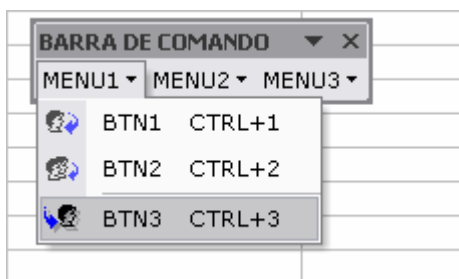 BARRA DE COMANDO
MENU1 MENU2 MENU3
BTN1 CTRL+1
BTN2 CTRL+2
BTN3 CTRL+3